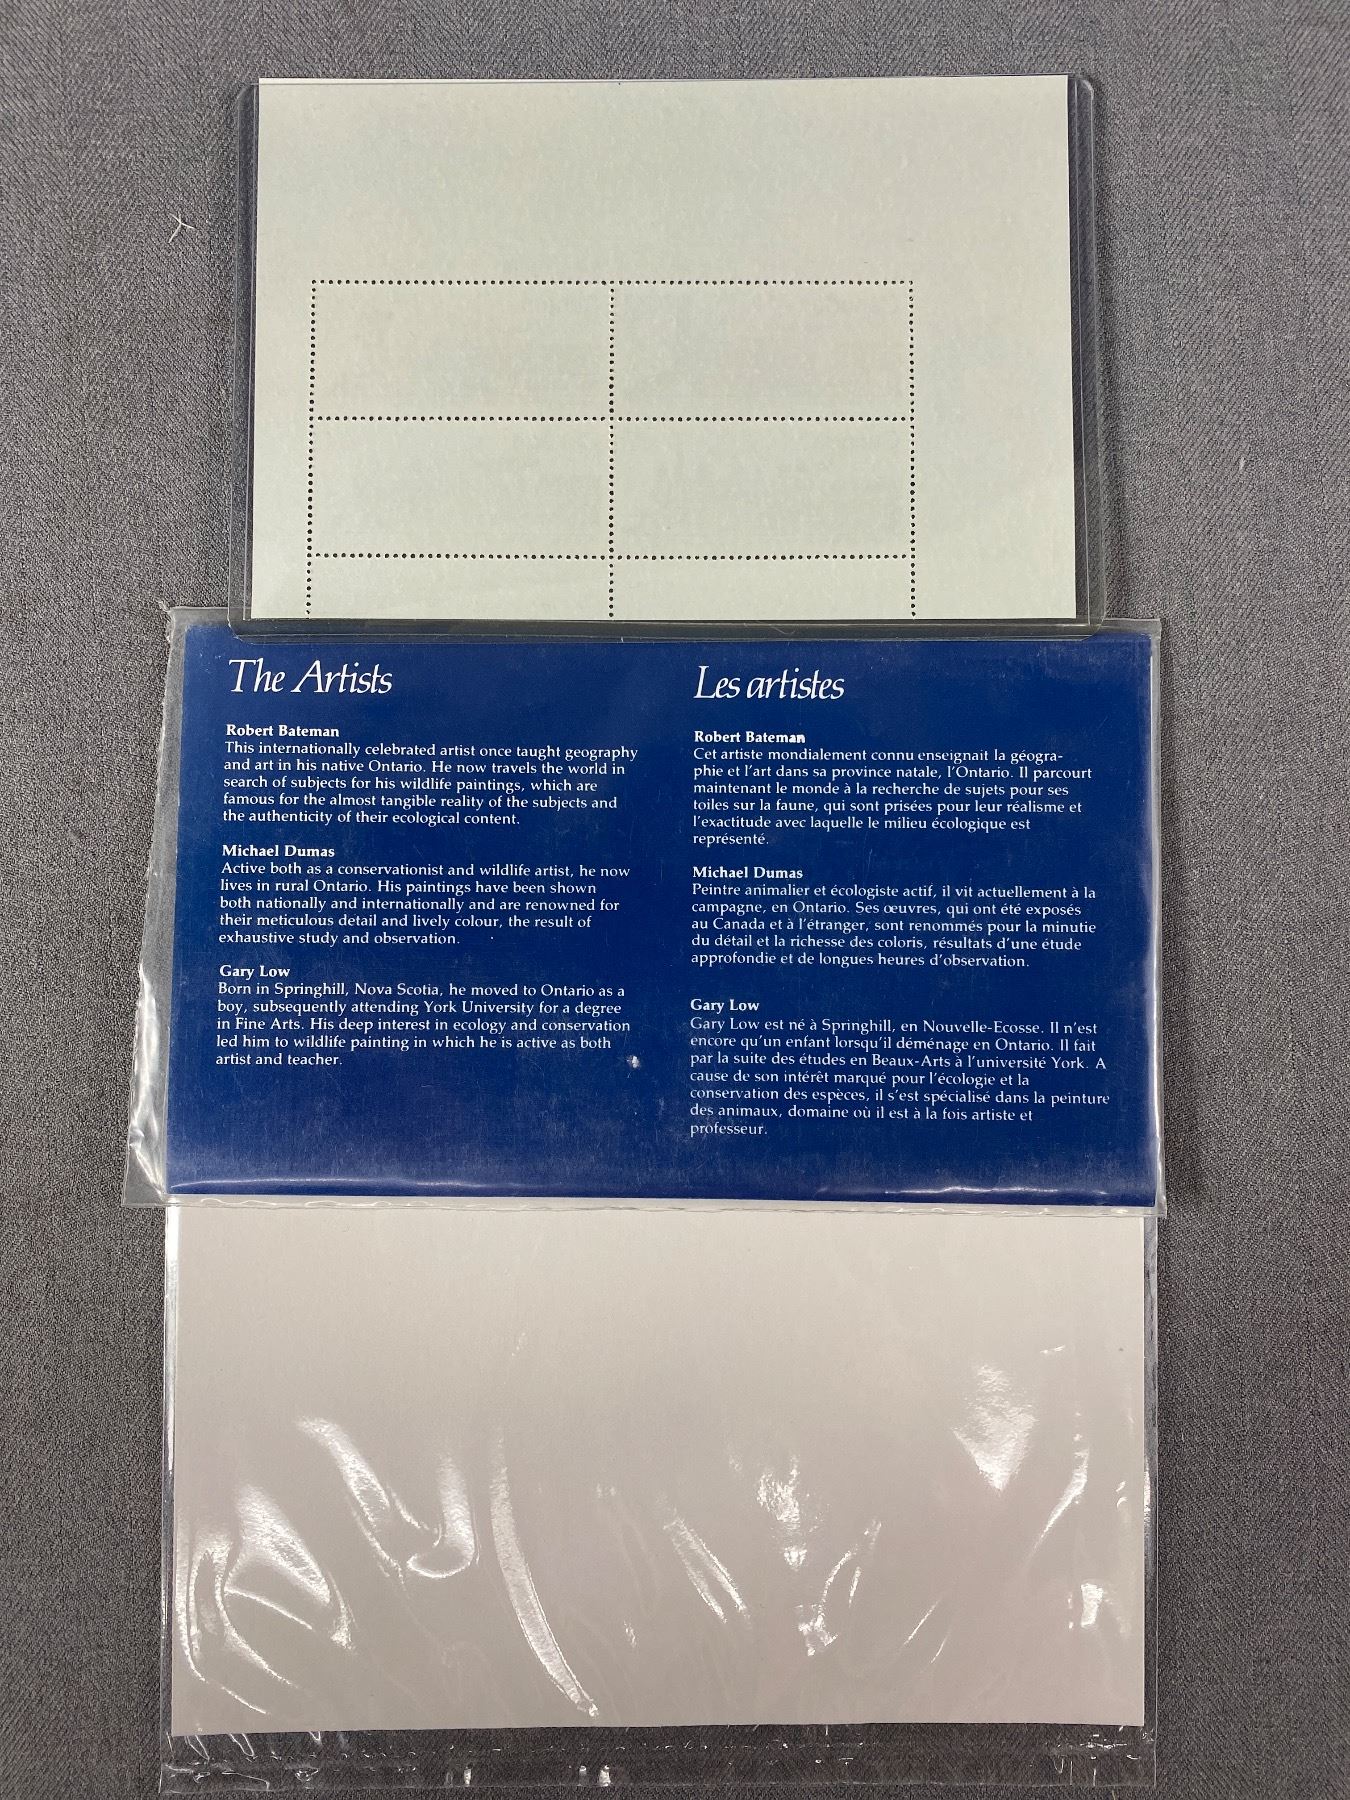 The Artists
Robert Bateman
This internationally celebrated artist once taught geography
and art in his native Ontario. He now travels the world in
search of subjects for his wildlife paintings, which are
famous for the almost tangible reality of the subjects and
the authenticity of their ecological content.
Michael Dumas
Active both as a conservationist and wildlife artist, he now
lives in rural Ontario. His paintings have been shown
both nationally and internationally and are renowned for
their meticulous detail and lively colour, the result of
exhaustive study and observation.
Gary Low
Born in Springhill, Nova Scotia, he moved to Ontario as a
boy, subsequently attending York University for a degree
in Fine Arts. His deep interest in ecology and conservation
led him to wildlife painting in which he is active as both
artist and teacher.
Les artistes
Robert Bateman
Cet artiste mondialement connu enseignait la géogra-
phie et l'art dans sa province natale, l'Ontario. Il parcourt
maintenant le monde à la recherche de sujets pour ses
toiles sur la faune, qui sont prisées pour leur réalisme et
l'exactitude avec laquelle le milieu écologique est
représenté.
Michael Dumas
Peintre animalier et écologiste actif, il vit actuellement à la
campagne, en Ontario. Ses œuvres, qui ont été exposés
au Canada et à l'étranger, sont renommés pour la minutie
du détail et la richesse des coloris, résultats d'une étude
approfondie et de longues heures d'observation.
Gary Low
Gary Low est né à Springhill, en Nouvelle-Ecosse. Il n'est
encore qu'un enfant lorsqu'il déménage en Ontario. Il fait
par la suite des études en Beaux-Arts à l'université York. A
cause de son intérêt marqué pour l'écologie et la
conservation des espèces, il s'est spécialisé dans la peinture
des animaux, domaine où il est à la fois artiste et
professeur.